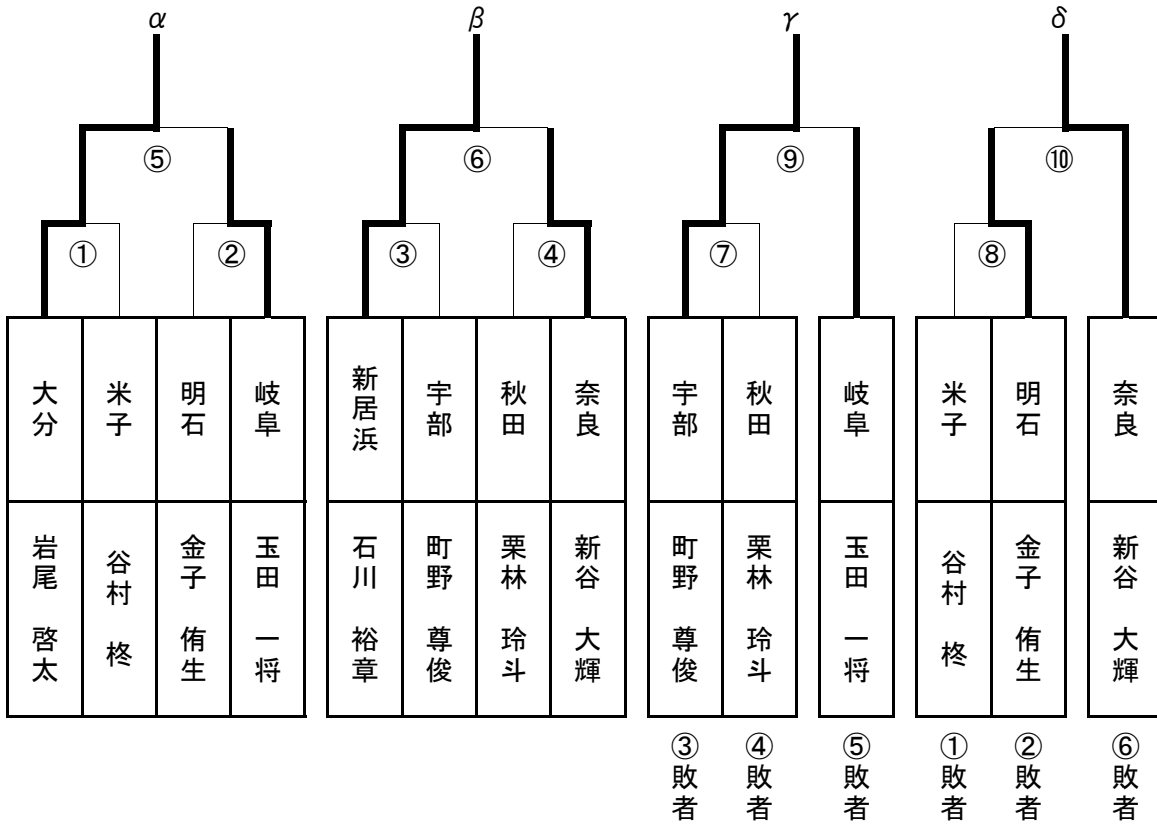 α β γ δ
⑤ ⑥ ⑨ ⑩
① ② ③ ④ ⑦ ⑧
大分 米子 明石 岐阜 新居浜 宇部 秋田 奈良 宇部 秋田 岐阜 米子 明石 奈良
岩尾 啓太 谷村 柊 金子 侑生 玉田 一将 石川 裕章 町野 尊俊 栗林 玲斗 新谷 大輝 町野 尊俊 栗林 玲斗 玉田 一将 谷村 柊 金子 侑生 新谷 大輝
③敗者 ④敗者 ⑤敗者 ①敗者 ②敗者 ⑥敗者